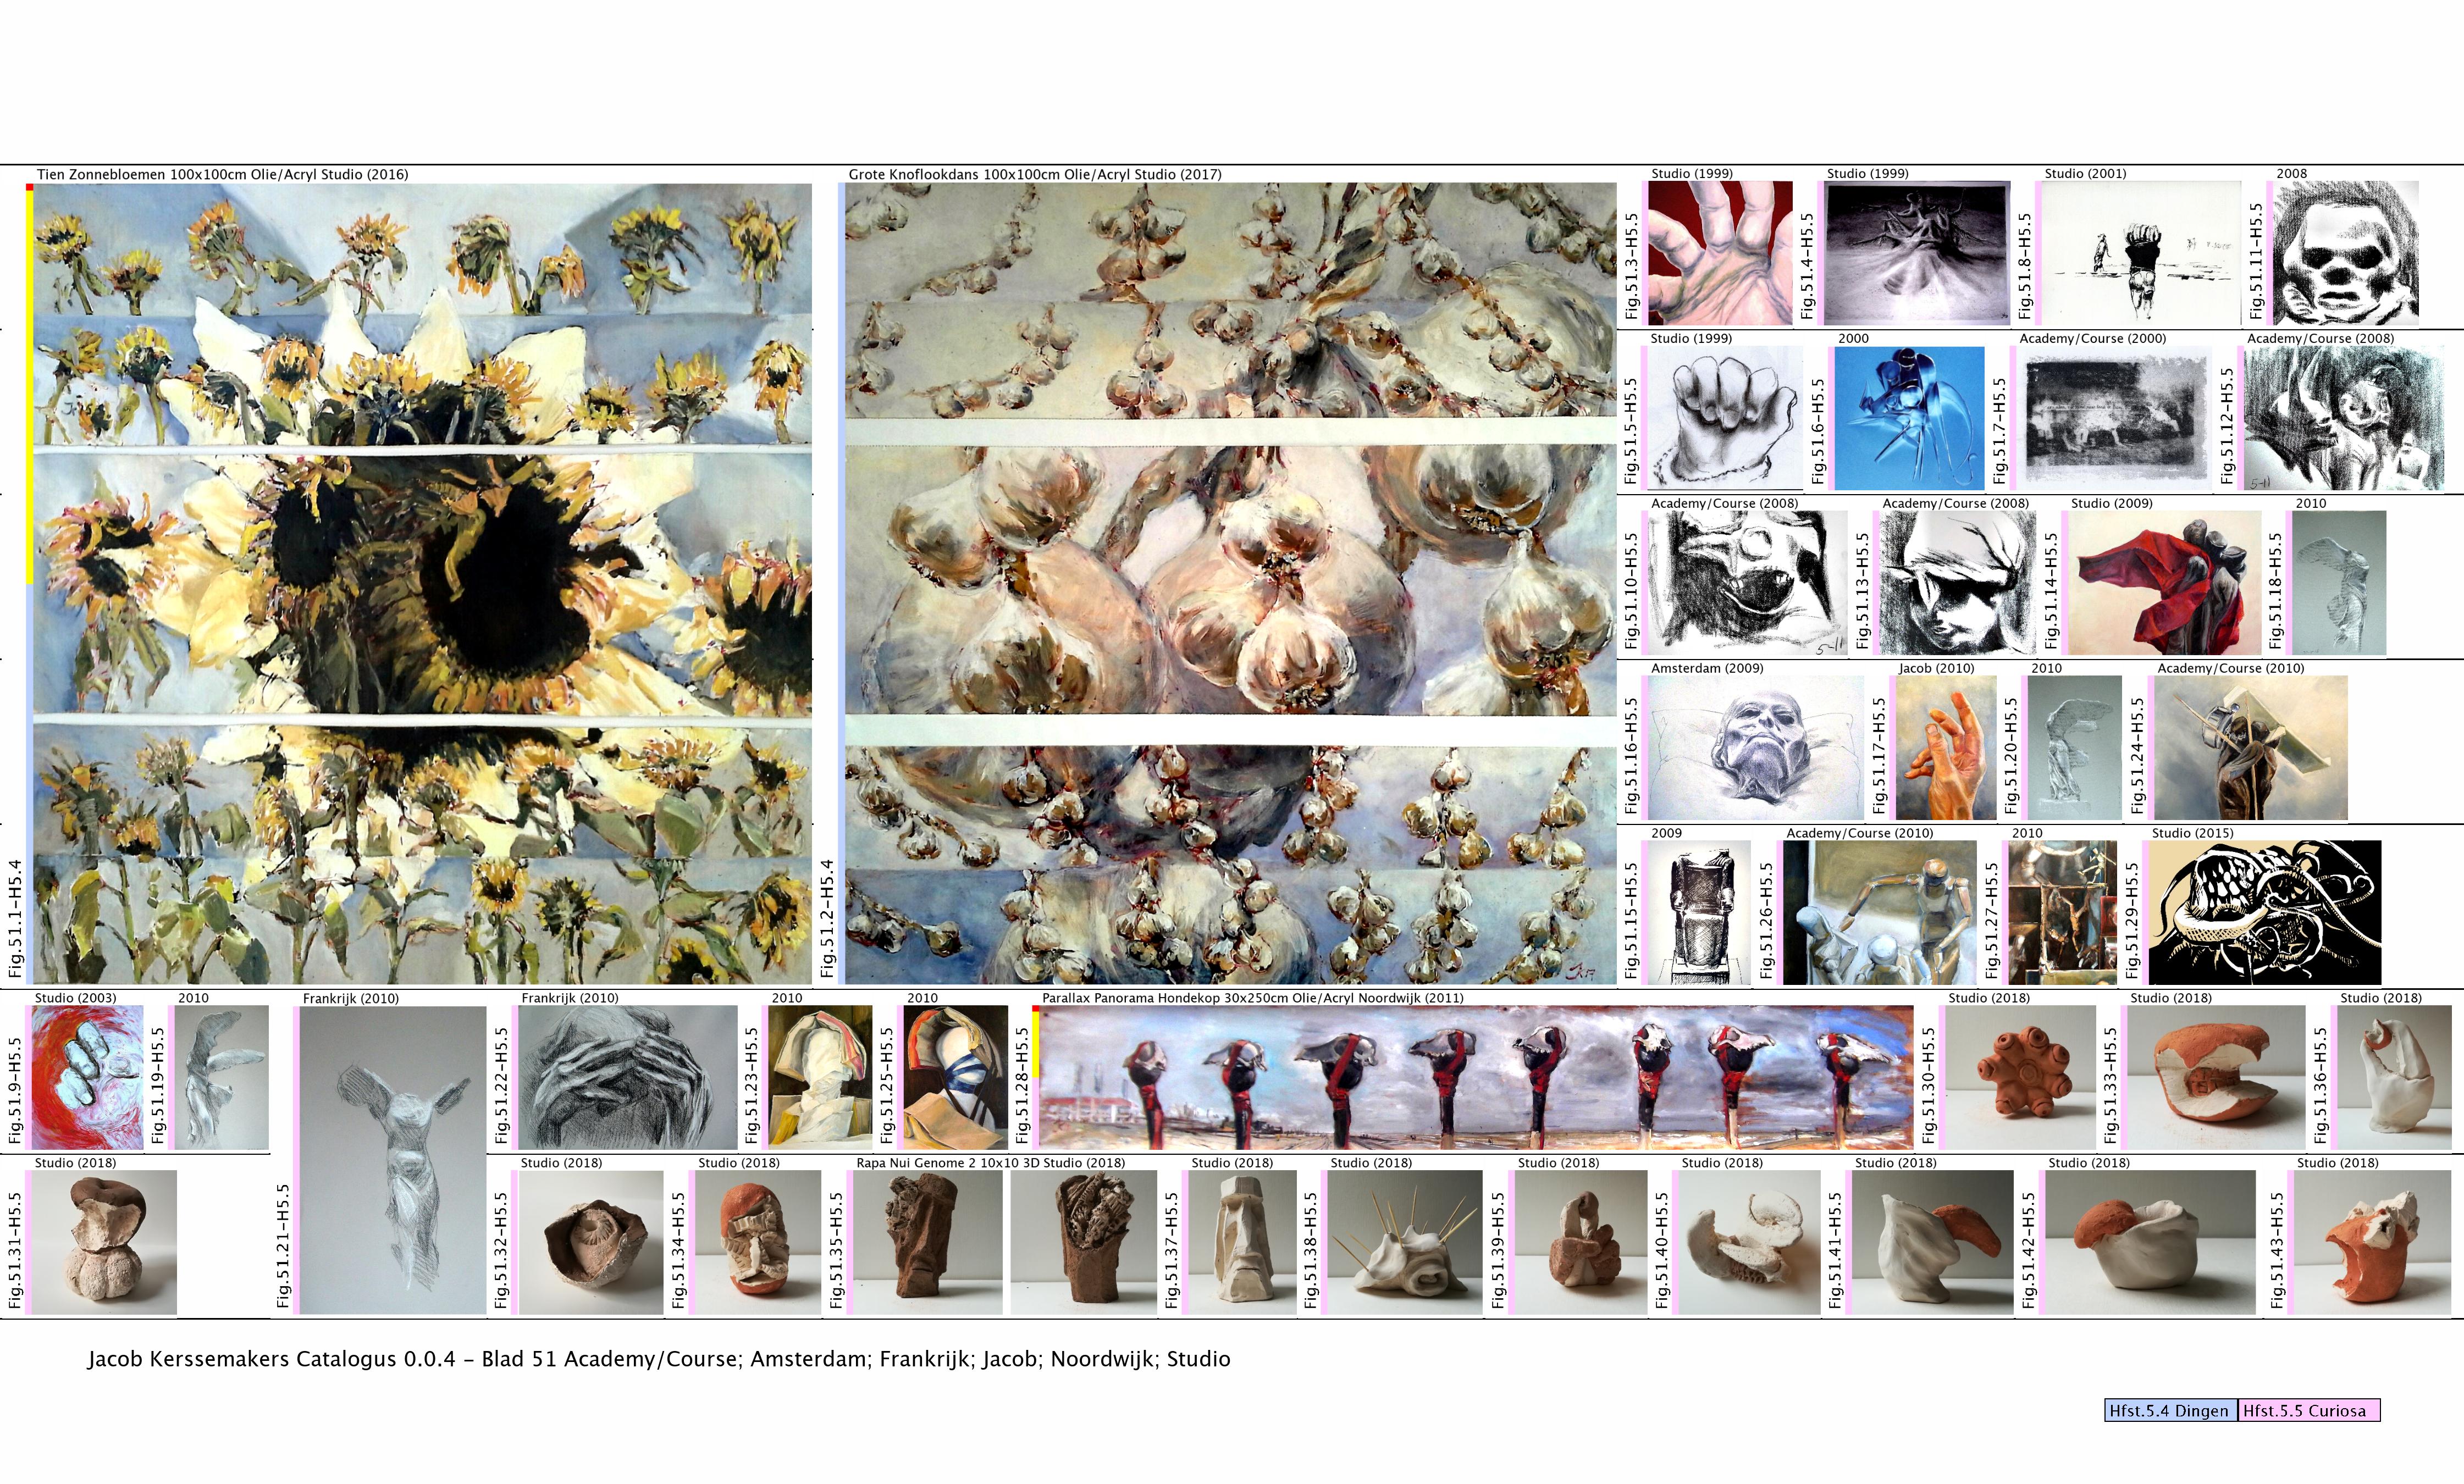 Tien Zonnebloemen 100x100cm Olie/Acryl Studio (2016)
Fig.51.1-H5.4
Grote Knoflookdans 100x100cm Olie/Acryl Studio (2017)
Fig.51.2-H5.4
Studio (1999)
Fig.51.3-H5.5
Studio (1999)
Fig.51.4-H5.5
Studio (2001)
Fig.51.8-H5.5
2008
Fig.51.11-H5.5
Studio (1999)
Fig.51.5-H5.5
2000
Fig.51.6-H5.5
Academy/Course (2000)
Fig.51.7-H5.5
Academy/Course (2008)
Fig.51.12-H5.5
5-11
Academy/Course (2008)
Fig.51.10-H5.5
5-11
Academy/Course (2008)
Fig.51.13-H5.5
Studio (2009)
Fig.51.14-H5.5
2010
Fig.51.18-H5.5
Amsterdam (2009)
Fig.51.16-H5.5
Jacob (2010)
Fig.51.17-H5.5
2010
Fig.51.20-H5.5
Academy/Course (2010)
Fig.51.24-H5.5
2009
Fig.51.15-H5.5
Academy/Course (2010)
Fig.51.26-H5.5
2010
Fig.51.27-H5.5
Studio (2015)
Fig.51.29-H5.5
Studio (2003)
Fig.51.9-H5.5
2010
Fig.51.19-H5.5
Frankrijk (2010)
Fig.51.21-H5.5
Frankrijk (2010)
Fig.51.22-H5.5
2010
Fig.51.23-H5.5
2010
Fig.51.25-H5.5
Parallax Panorama Hondekop 30x250cm Olie/Acryl Noordwijk (2011)
Fig.51.28-H5.5
Studio (2018)
Fig.51.30-H5.5
Studio (2018)
Fig.51.33-H5.5
Studio (2018)
Fig.51.36-H5.5
Studio (2018)
Fig.51.31-H5.5
Studio (2018)
Fig.51.32-H5.5
Studio (2018)
Fig.51.34-H5.5
Rapa Nui Genome 2 10x10 3D Studio (2018)
Fig.51.35-H5.5
Studio (2018)
Fig.51.37-H5.5
Studio (2018)
Fig.51.38-H5.5
Studio (2018)
Fig.51.39-H5.5
Studio (2018)
Fig.51.40-H5.5
Studio (2018)
Fig.51.41-H5.5
Studio (2018)
Fig.51.42-H5.5
Studio (2018)
Fig.51.43-H5.5
Jacob Kerssemakers Catalogus 0.0.4 - Blad 51 Academy/Course; Amsterdam; Frankrijk; Jacob; Noordwijk; Studio
Hfst.5.4 Dingen
Hfst.5.5 Curiosa